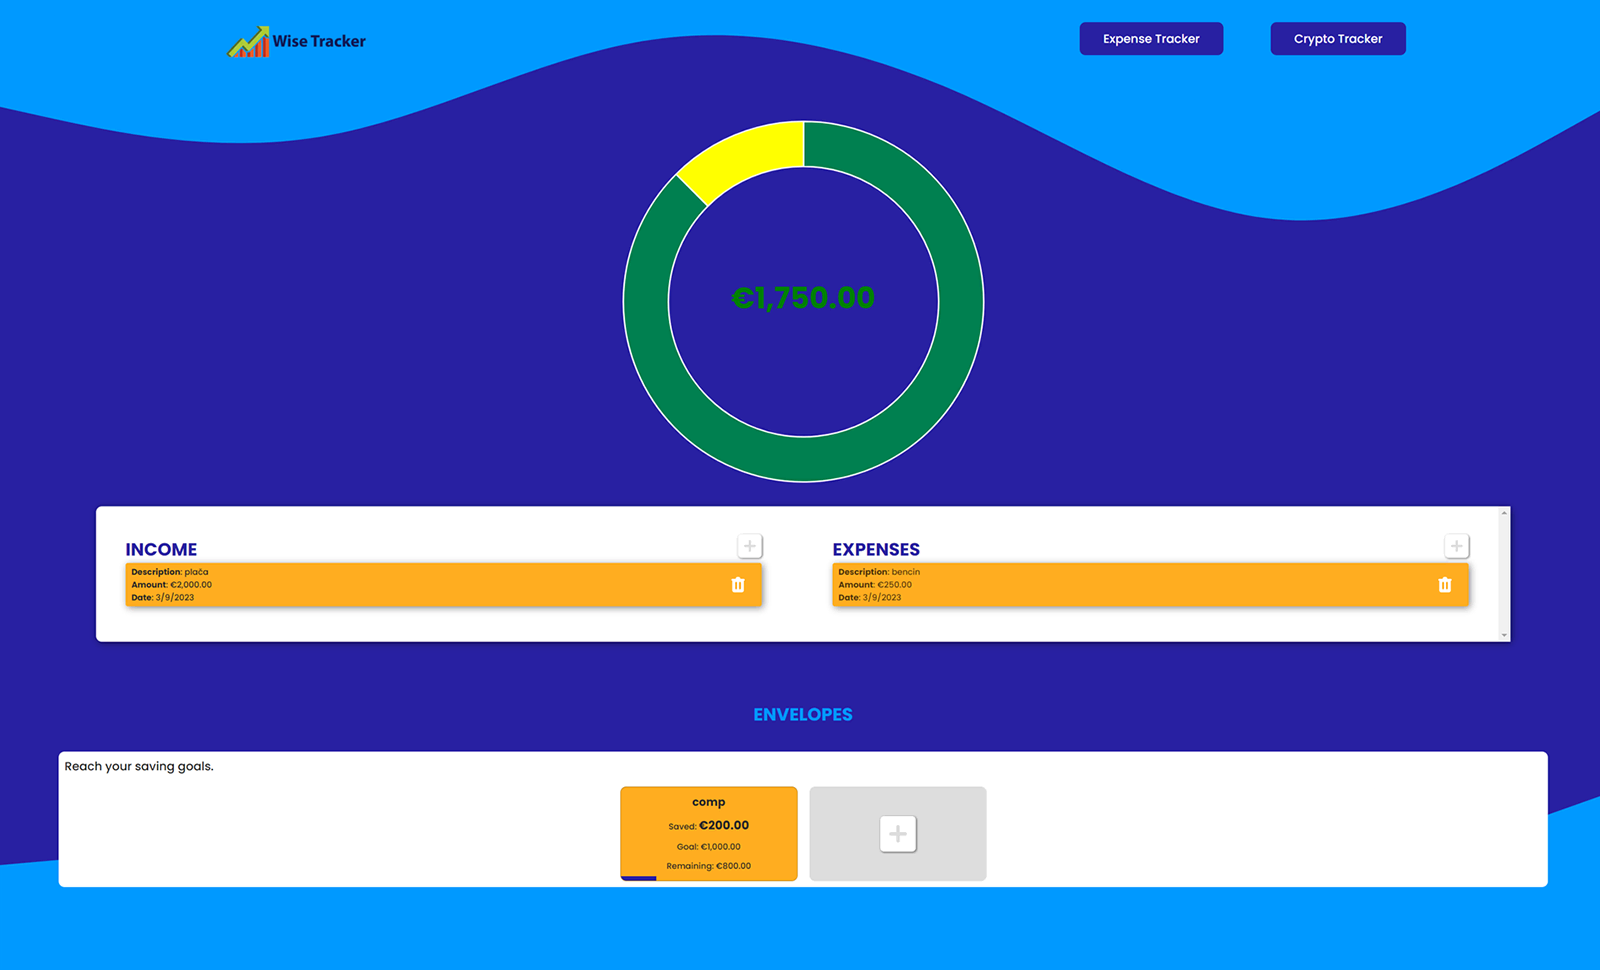 Wise Tracker
Expense Tracker
Crypto Tracker
€1,750.00
INCOME
Description: plača
Amount: €2,000.00
Date: 3/9/2023
EXPENSES
Description: bencin
Amount: €250.00
Date: 3/9/2023
ENVELOPES
Reach your saving goals.
comp
Saved: €200.00
Goal: €1,000.00
Remaining: €800.00